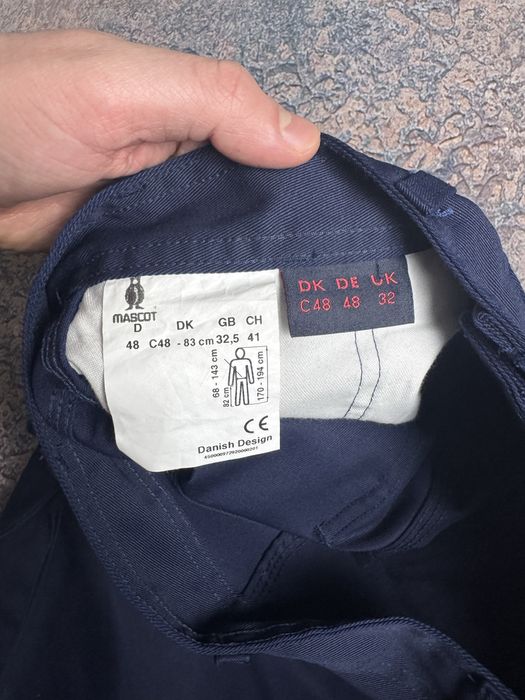 MASCOT
D DK GB CH
48 C48 - 83 cm 32,5 41
68 - 143 cm
82 cm
170 - 194 cm
CE
Danish Design
DK DE UK
C48 48 32